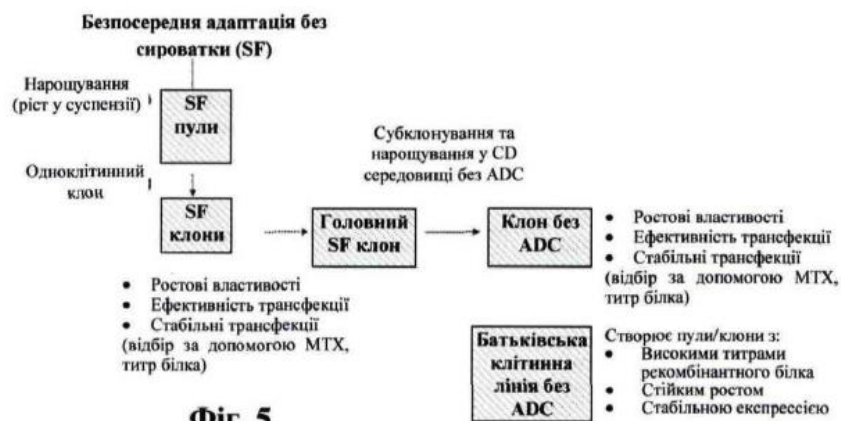 Безпосередня адаптація без
сироватки (SF)
Нарощування
(ріст у суспензії)
SF
пули
Одноклітинний
клон
SF
клони
Субклонування та
нарощування у CD
середовищі без ADC
Головний
SF клон
Клон без
ADC
• Ростові властивості
• Ефективність трансфекції
• Стабільні трансфекції
(відбір за допомогою МТХ,
титр білка)
• Ростові властивості
• Ефективність трансфекції
• Стабільні трансфекції
(відбір за допомогою МТХ,
титр білка)
Батьківська
клітинна
лінія без
ADC
Створює пули/клони з:
• Високими титрами
рекомбінантного білка
• Стійким ростом
• Стабільною експрессією
Фіг. 5